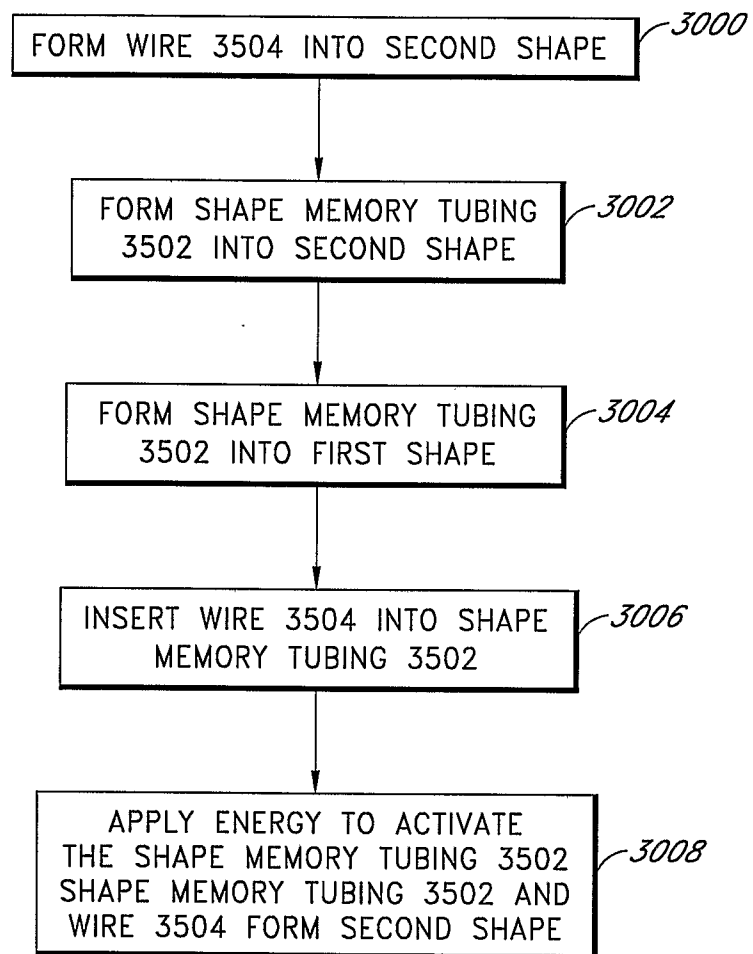 FORM WIRE 3504 INTO SECOND SHAPE
3000
FORM SHAPE MEMORY TUBING
3502 INTO SECOND SHAPE
3002
FORM SHAPE MEMORY TUBING
3502 INTO FIRST SHAPE
3004
INSERT WIRE 3504 INTO SHAPE
MEMORY TUBING 3502
3006
APPLY ENERGY TO ACTIVATE
THE SHAPE MEMORY TUBING 3502
SHAPE MEMORY TUBING 3502 AND
WIRE 3504 FORM SECOND SHAPE
3008